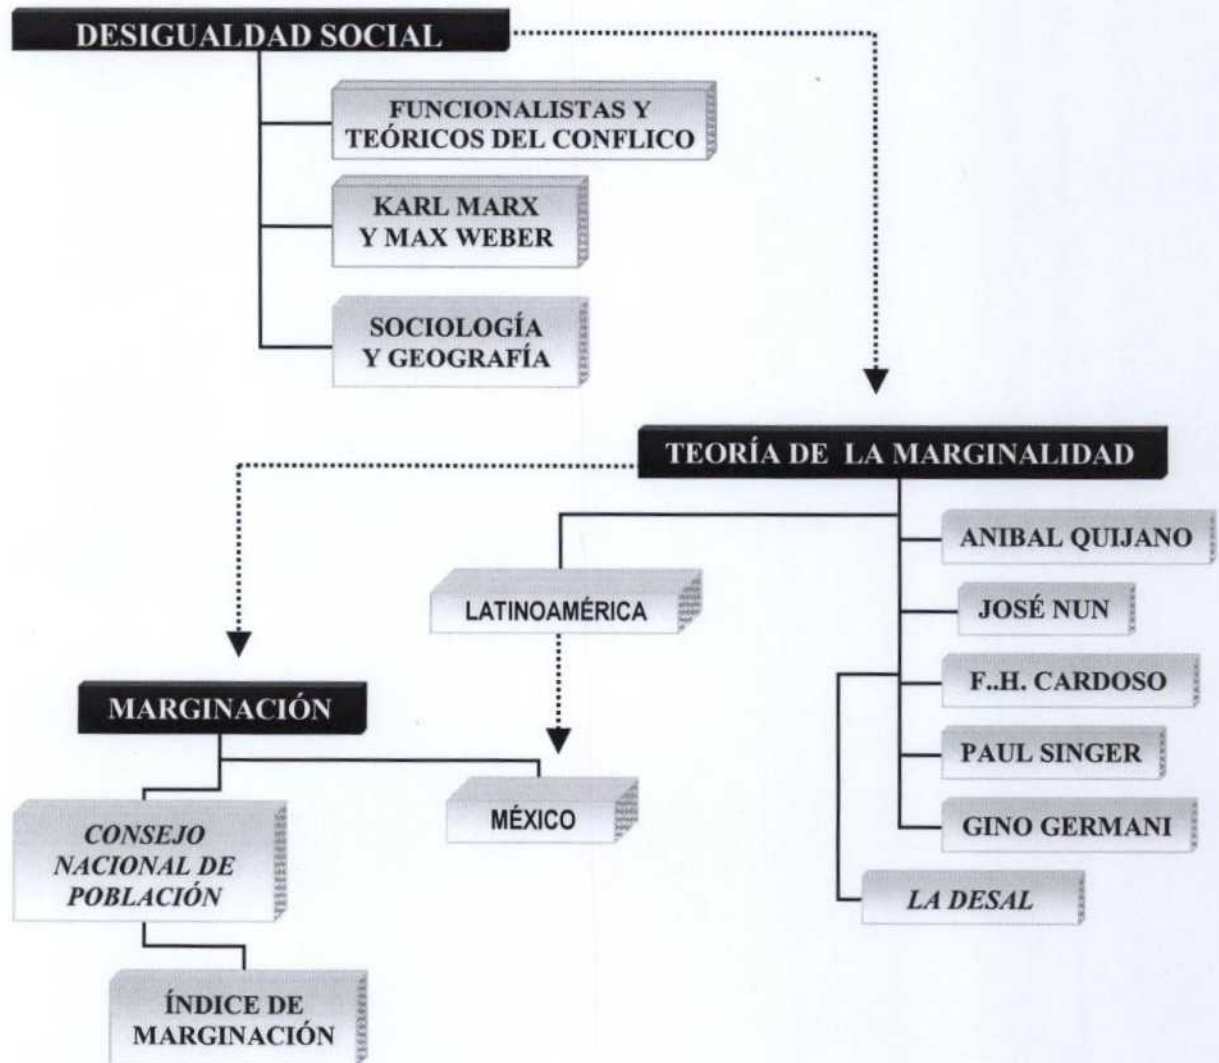 DESIGUALDAD SOCIAL
FUNCIONALISTAS Y
TEÓRICOS DEL CONFLICO
KARL MARX
Y MAX WEBER
SOCIOLOGÍA
Y GEOGRAFÍA
TEORÍA DE LA MARGINALIDAD
ANIBAL QUIJANO
JOSÉ NUN
F..H. CARDOSO
PAUL SINGER
GINO GERMANI
LA DESAL
LATINOAMÉRICA
MÉXICO
MARGINACIÓN
CONSEJO
NACIONAL DE
POBLACIÓN
ÍNDICE DE
MARGINACIÓN